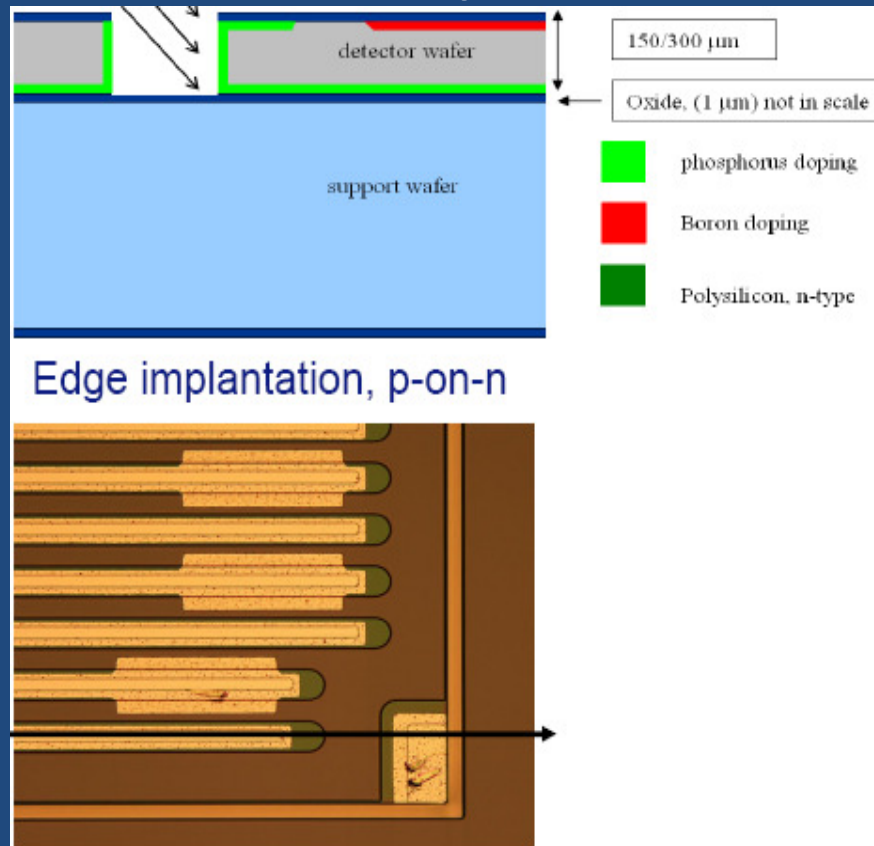 detector wafer
150/300 μm
Oxide, (1 μm) not in scale
support wafer
phosphorus doping
Boron doping
Polysilicon, n-type
Edge implantation, p-on-n